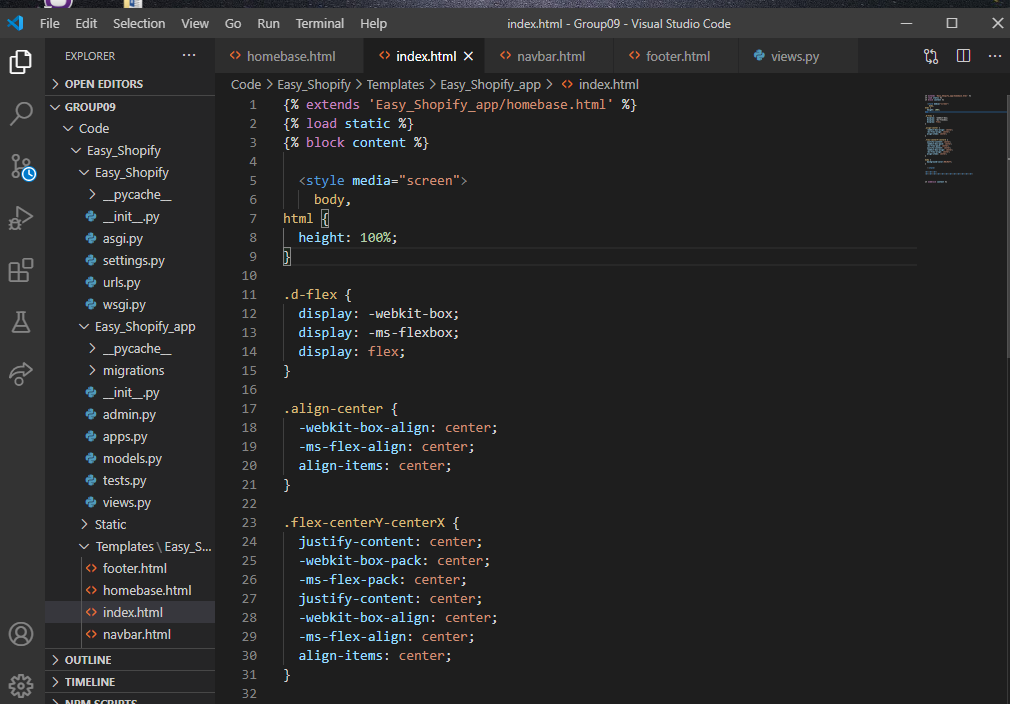 File Edit Selection View Go Run Terminal Help index.html - Group09 - Visual Studio Code
EXPLORER
OPEN EDITORS
GROUP09
Code
Easy_Shopify
Easy_Shopify
__pycache__
__init__.py
asgi.py
settings.py
urls.py
wsgi.py
Easy_Shopify_app
__pycache__
migrations
__init__.py
admin.py
apps.py
models.py
tests.py
views.py
Static
Templates\Easy_S...
footer.html
homebase.html
index.html
navbar.html
OUTLINE
TIMELINE
NPM SCRIPTS
homebase.html index.html navbar.html footer.html views.py
Code > Easy_Shopify > Templates > Easy_Shopify_app > index.html
1 {% extends 'Easy_Shopify_app/homebase.html' %}
2 {% load static %}
3 {% block content %}
4
5 <style media="screen">
6 body,
7 html {
8 height: 100%;
9 }
10
11 .d-flex {
12 display: -webkit-box;
13 display: -ms-flexbox;
14 display: flex;
15 }
16
17 .align-center {
18 -webkit-box-align: center;
19 -ms-flex-align: center;
20 align-items: center;
21 }
22
23 .flex-centerY-centerX {
24 justify-content: center;
25 -webkit-box-pack: center;
26 -ms-flex-pack: center;
27 justify-content: center;
28 -webkit-box-align: center;
29 -ms-flex-align: center;
30 align-items: center;
31 }
32